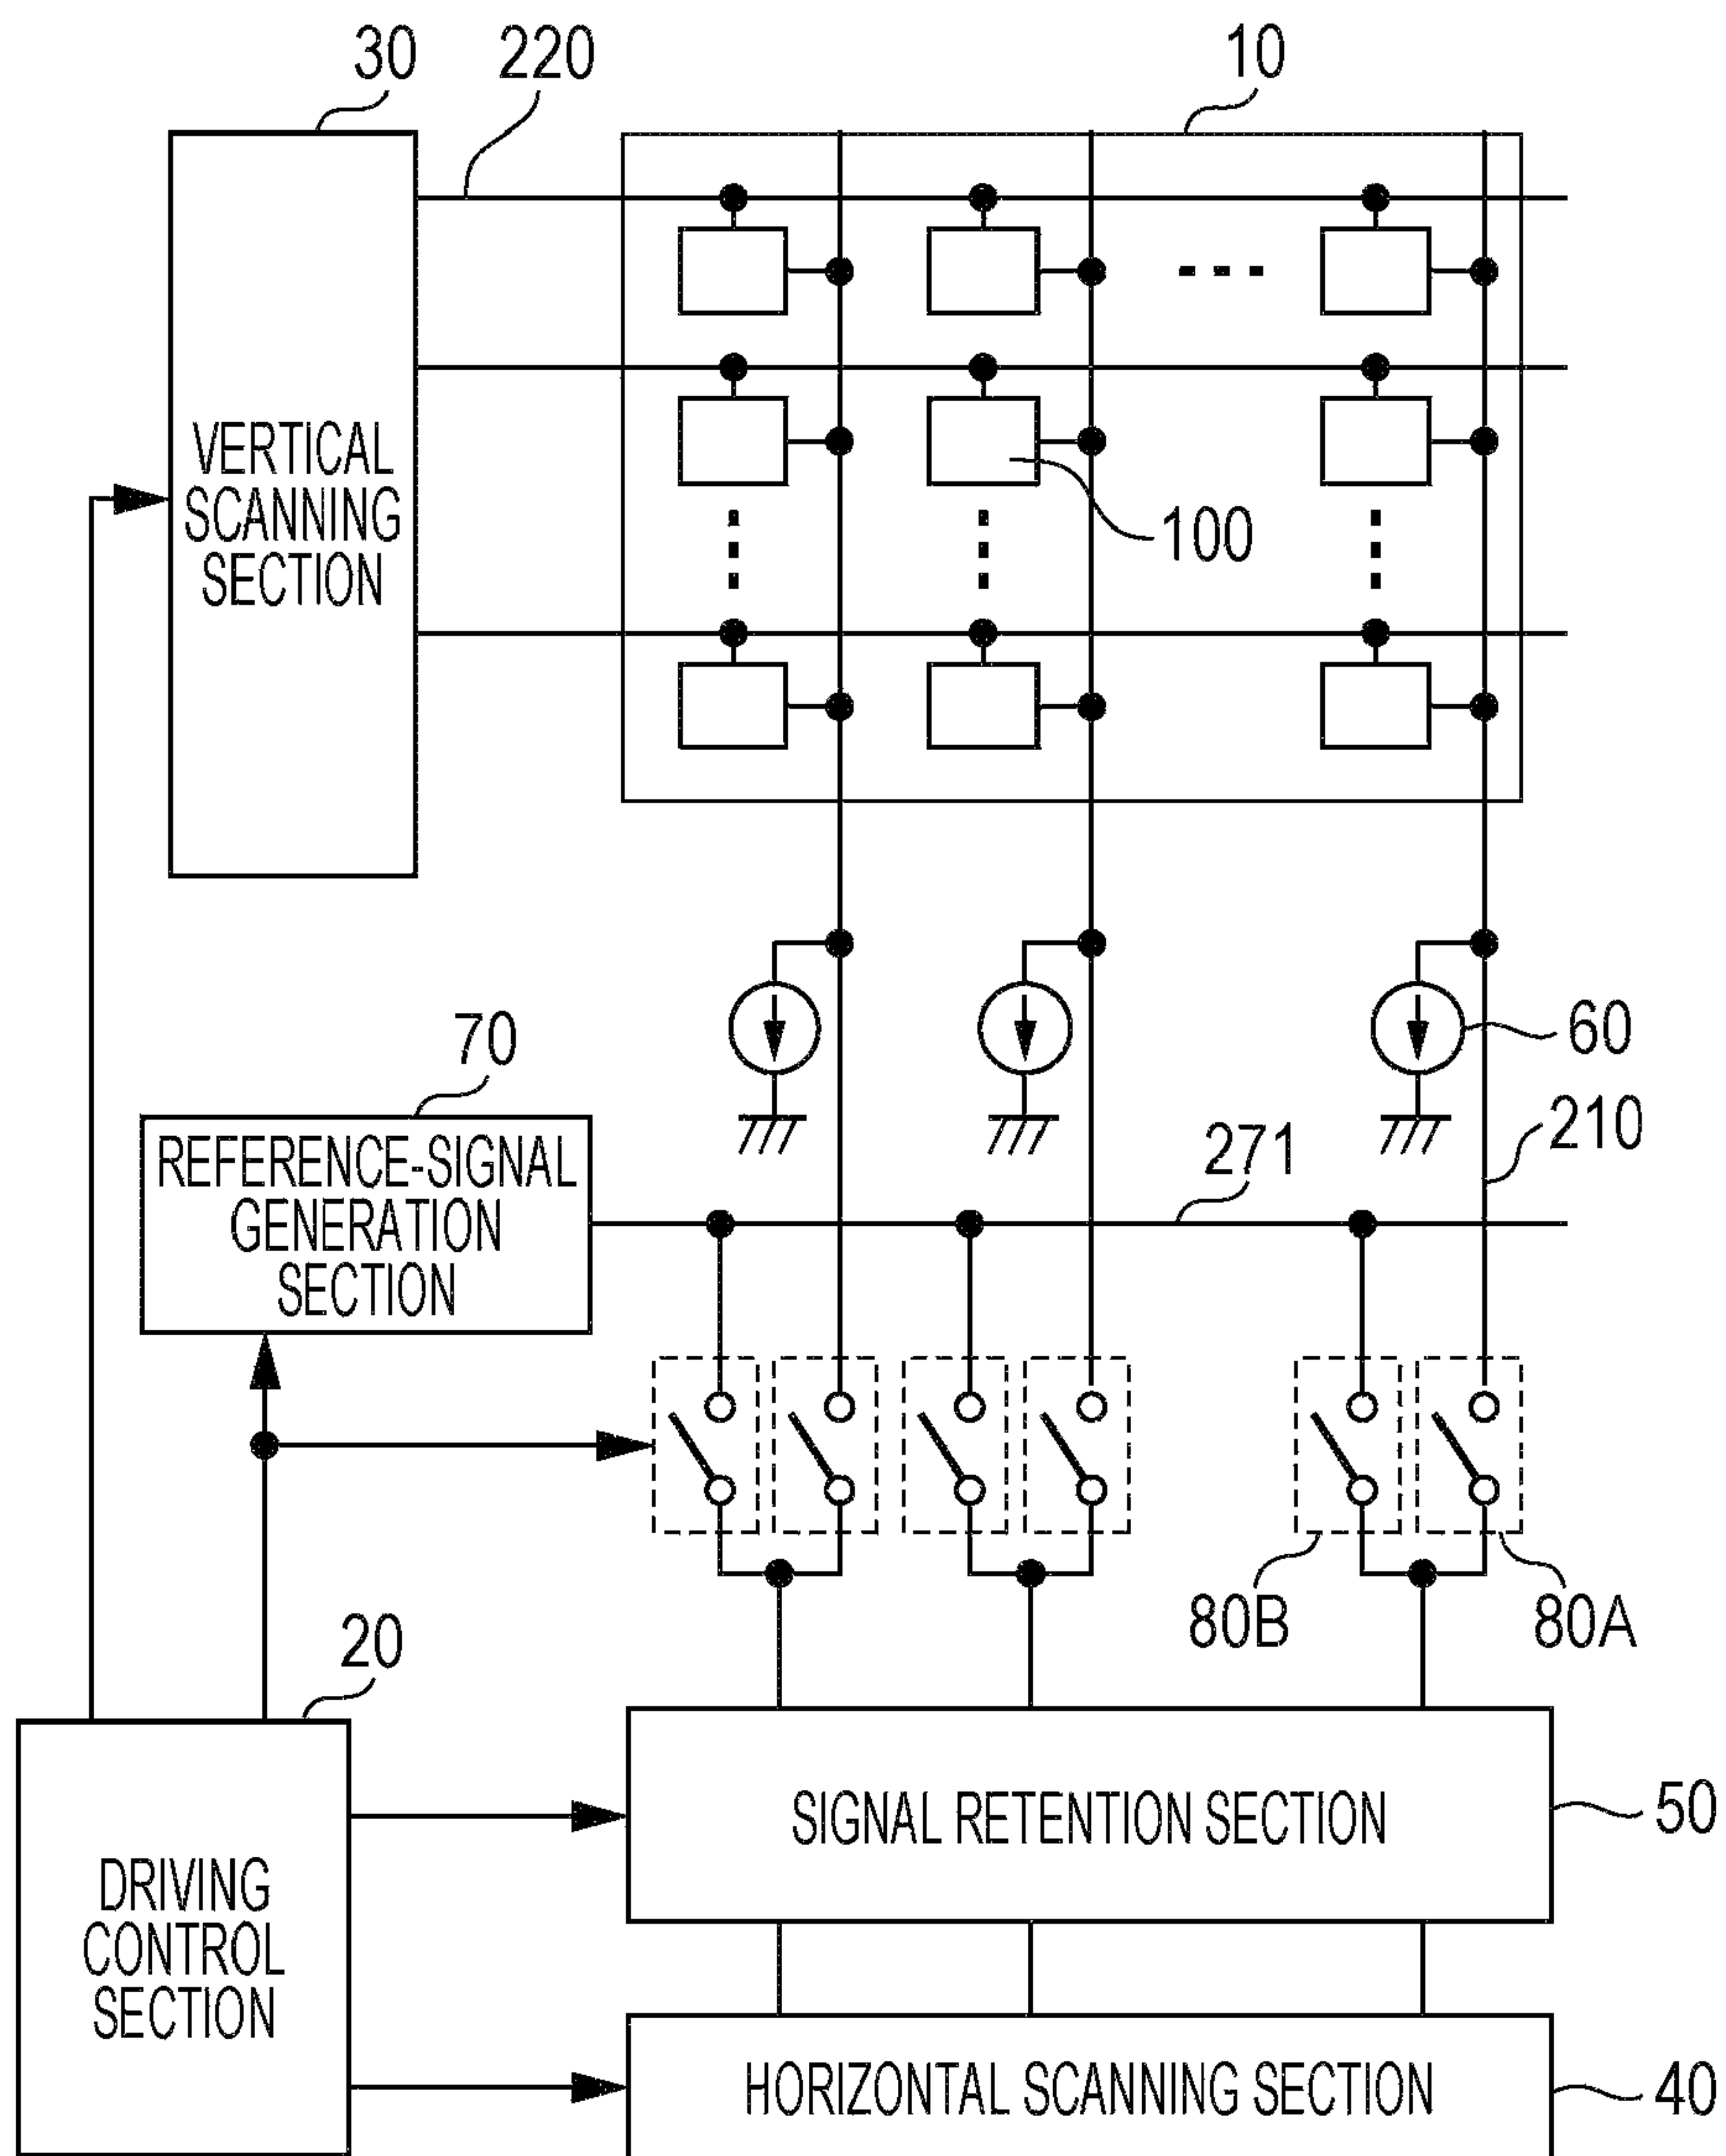 30
220
10
VERTICAL
SCANNING
SECTION
100
60
70
210
REFERENCE-SIGNAL
GENERATION
SECTION
271
80B
80A
20
SIGNAL RETENTION SECTION
50
DRIVING
CONTROL
SECTION
HORIZONTAL SCANNING SECTION
40